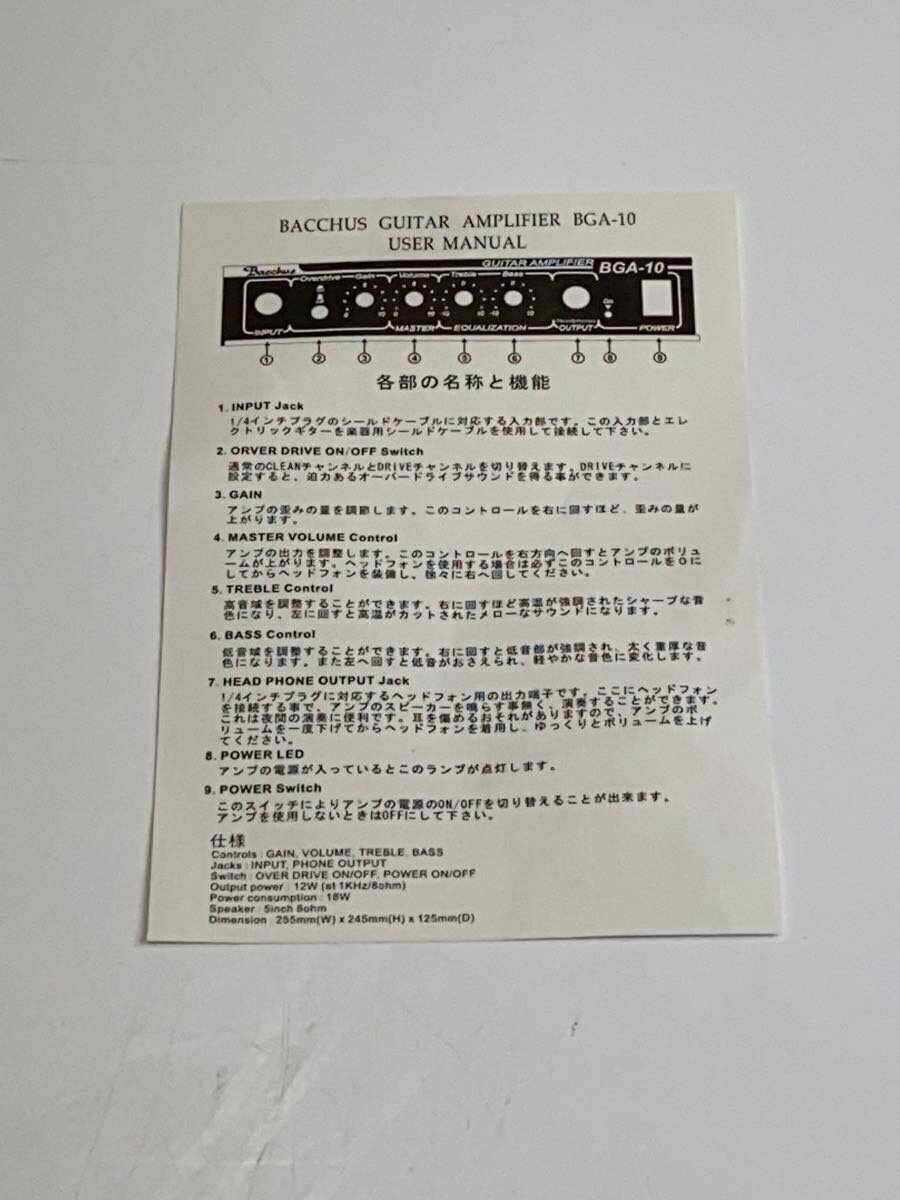 BACCHUS GUITAR AMPLIFIER BGA-10
USER MANUAL
Bacchus
GUITAR AMPLIFIER BGA-10
Overdrive Gain Volume Treble Bass On
0 10 0 10 -10 10 -10 10
INPUT MASTER EQUALIZATION OUTPUT POWER
① ② ③ ④ ⑤ ⑥ ⑦ ⑧ ⑨
各部の名称と機能
1. INPUT Jack
1/4インチプラグのシールドケーブルに対応する入力部です。この入力部とエレ
クトリックギターを楽器用シールドケーブルを使用して接続して下さい。
2. ORVER DRIVE ON/OFF Switch
通常のCLEANチャンネルとDRIVEチャンネルを切り替えます。DRIVEチャンネルに
設定すると、迫力あるオーバードライブサウンドを得る事ができます。
3. GAIN
アンプの歪みの量を調節します。このコントロールを右に回すほど、歪みの量が
上がります。
4. MASTER VOLUME Control
アンプの出力を調整します。このコントロールを右方向へ回すとアンプのボリュ
ームが上がります。ヘッドフォンを使用する場合は必ずこのコントロールを0に
してからヘッドフォンを装備し、徐々に右へ回してください。
5. TREBLE Control
高音域を調整することができます。右に回すほど高温が強調されたシャープな音
色になり、左に回すと高温がカットされたメローなサウンドになります。
6. BASS Control
低音域を調整することができます。右に回すと低音部が強調され、太く重厚な音
色になります。また左へ回すと低音がおさえられ、軽やかな音色に変化します。
7. HEAD PHONE OUTPUT Jack
1/4インチプラグに対応するヘッドフォン用の出力端子です。ここにヘッドフォン
を接続する事で、アンプのスピーカーを鳴らす事無く、演奏することができます。
これは夜間の演奏に便利です。耳を傷めるおそれがありますので、アンプのボ
リュームを一度下げてからヘッドフォンを着用し、ゆっくりとボリュームを上げ
てください。
8. POWER LED
アンプの電源が入っているとこのランプが点灯します。
9. POWER Switch
このスイッチによりアンプの電源のON/OFFを切り替えることが出来ます。
アンプを使用しないときはOFFにして下さい。
仕様
Controls : GAIN, VOLUME, TREBLE, BASS
Jacks : INPUT, PHONE OUTPUT
Switch : OVER DRIVE ON/OFF, POWER ON/OFF
Output power : 12W (at 1KHz/8ohm)
Power consumption : 18W
Speaker : 5inch 8ohm
Dimension : 255mm(W) x 245mm(H) x 125mm(D)